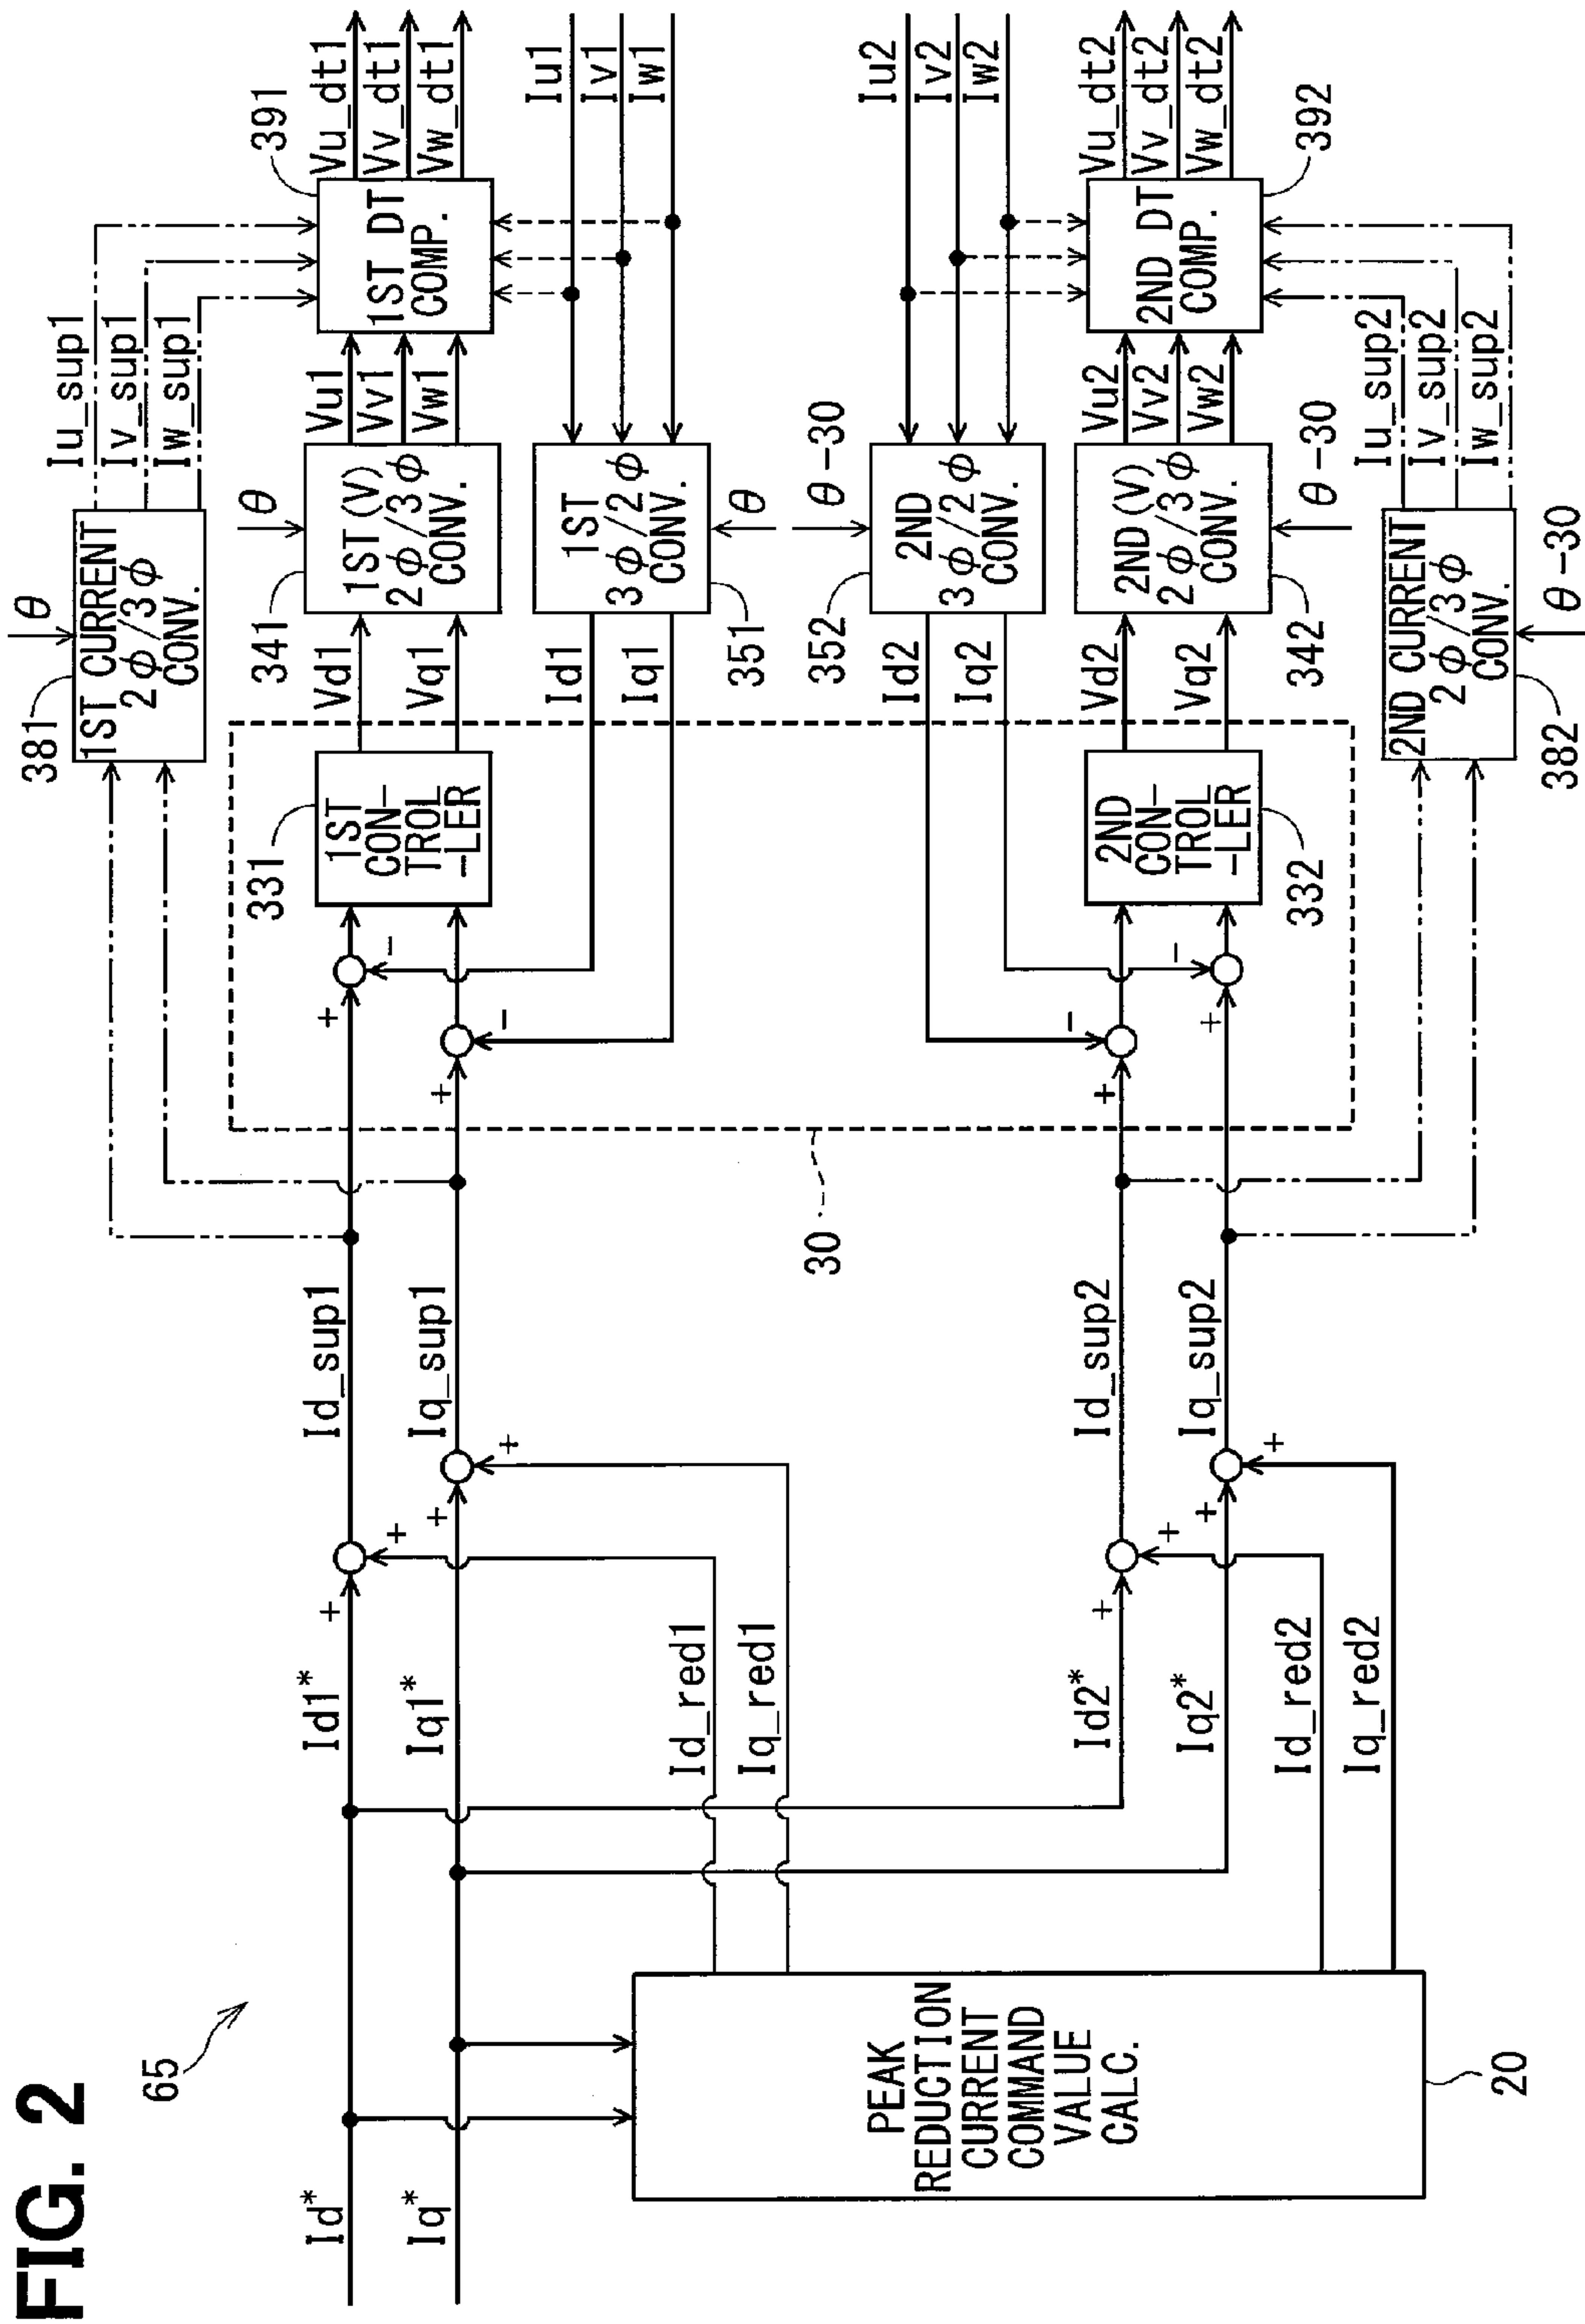 FIG. 2
65
Id*
Iq*
PEAK
REDUCTION
CURRENT
COMMAND
VALUE
CALC.
20
Id1*
Iq1*
Id_red1
Iq_red1
Id2*
Iq2*
Id_red2
Iq_red2
+
+
+
+
+
+
+
+
Id_sup1
Iq_sup1
Id_sup2
Iq_sup2
30
+
-
+
-
+
-
+
-
331
1ST
CON-
TROL
-LER
2ND
CON-
TROL
-LER
332
Vd1
Vq1
Id1
Iq1
Id2
Iq2
Vd2
Vq2
381
θ
1ST CURRENT
2φ/3φ
CONV.
341
θ
1ST (V)
2φ/3φ
CONV.
1ST
3φ/2φ
CONV.
351
θ
352
θ-30
2ND
3φ/2φ
CONV.
2ND (V)
2φ/3φ
CONV.
342
θ-30
2ND CURRENT
2φ/3φ
CONV.
382
θ-30
Iu_sup1
Iv_sup1
Iw_sup1
Vu1
Vv1
Vw1
Vu2
Vv2
Vw2
Iu_sup2
Iv_sup2
Iw_sup2
391
1ST DT
COMP.
2ND DT
COMP.
392
Vu_dt1
Vv_dt1
Vw_dt1
Iu1
Iv1
Iw1
Iu2
Iv2
Iw2
Vu_dt2
Vv_dt2
Vw_dt2